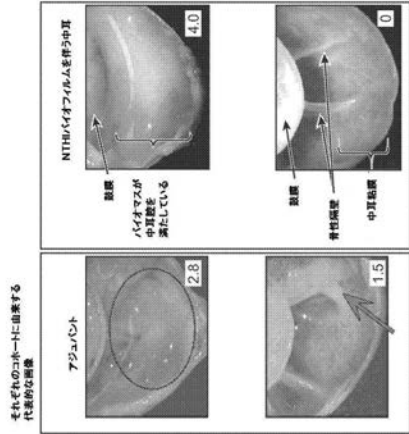 それぞれのコホートに由来する
代表的な画像
アジュバント
2.8
1.5
NTHIバイオフィルムを伴う中耳
鼓膜
バイオマスが
中耳腔を
満たしている
4.0
鼓膜
骨性隔壁
中耳粘膜
0